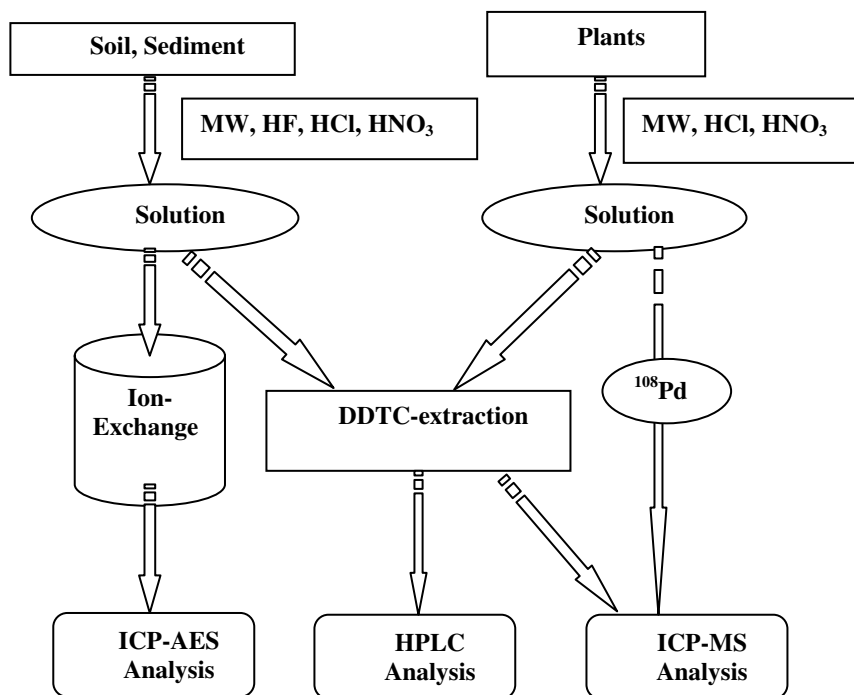 Soil, Sediment
Plants
MW, HF, HCl, HNO₃
MW, HCl, HNO₃
Solution
Solution
Ion-
Exchange
DDTC-extraction
¹⁰⁸Pd
ICP-AES
Analysis
HPLC
Analysis
ICP-MS
Analysis